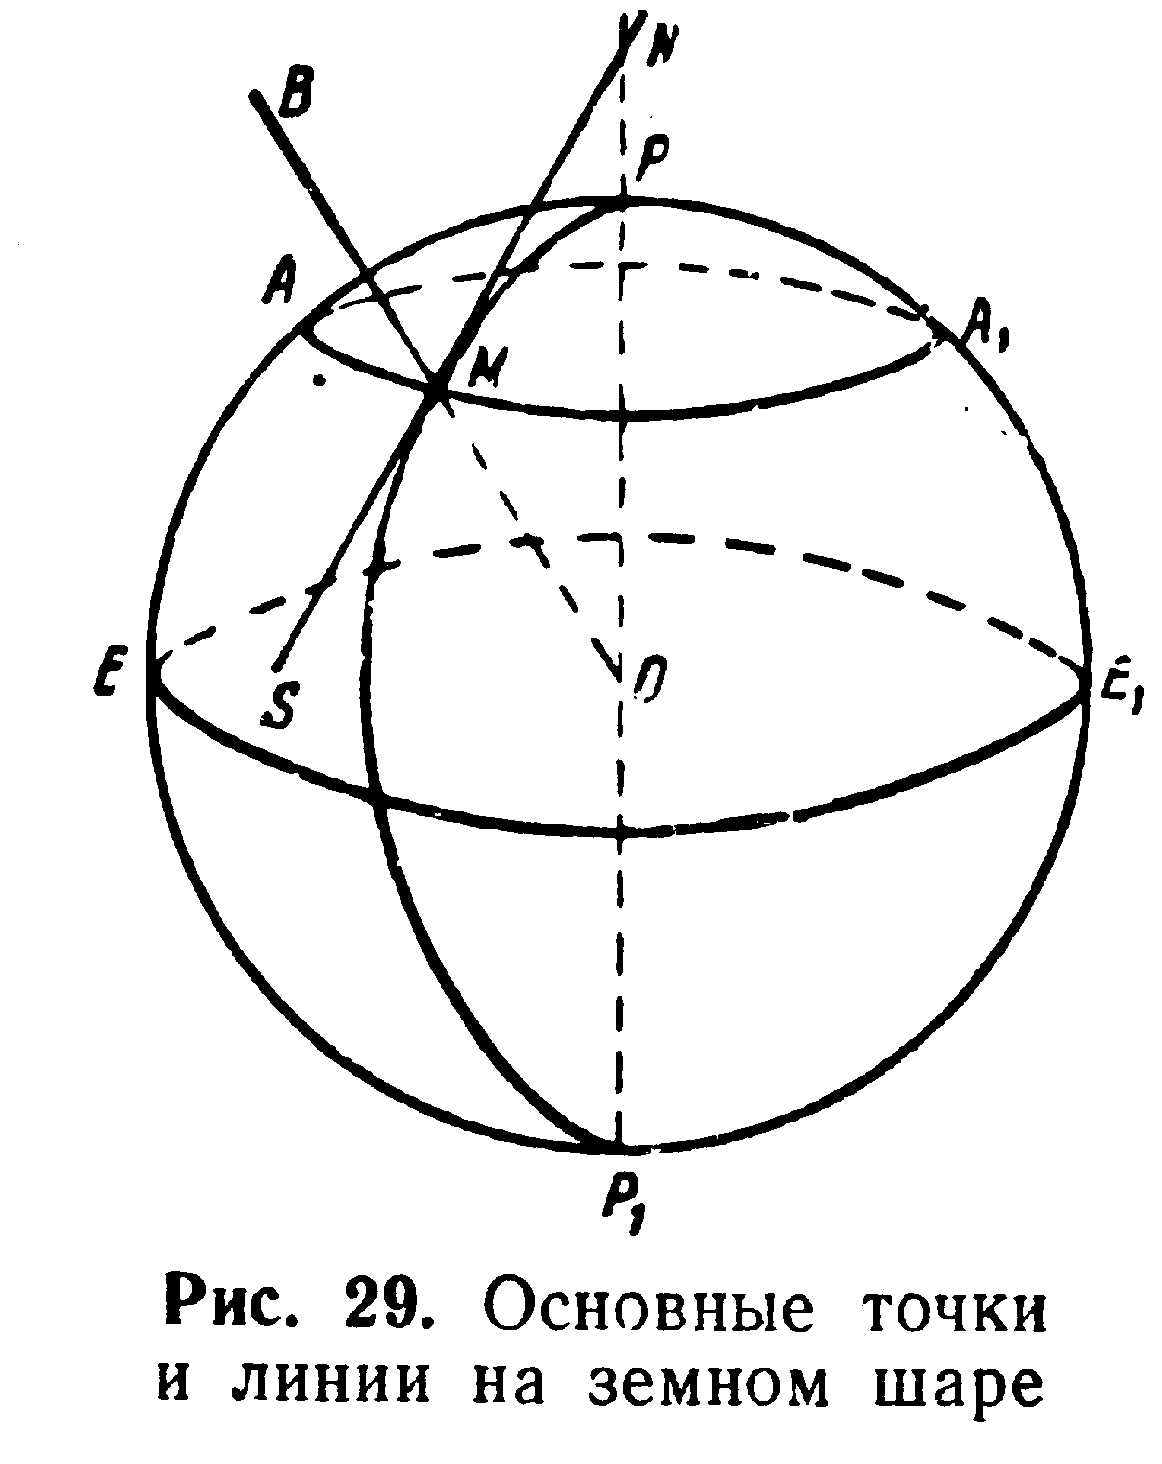 N
B
P
A
A₁
M
E
S
O
E₁
P₁
Рис. 29. Основные точки
и линии на земном шаре